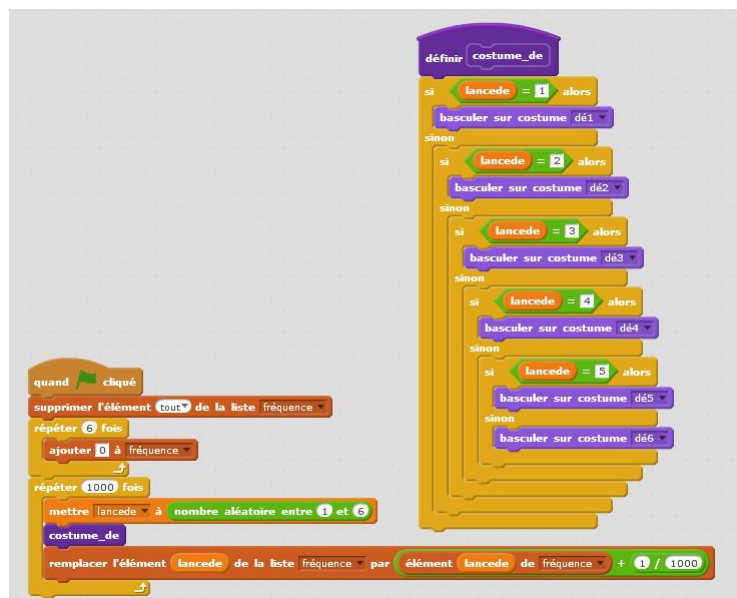 définir costume_de
si lancede = 1 alors
basculer sur costume dé1
sinon
si lancede = 2 alors
basculer sur costume dé2
sinon
si lancede = 3 alors
basculer sur costume dé3
sinon
si lancede = 4 alors
basculer sur costume dé4
sinon
si lancede = 5 alors
basculer sur costume dé5
sinon
basculer sur costume dé6
quand cliqué
supprimer l'élément tout de la liste fréquence
répéter 6 fois
ajouter 0 à fréquence
répéter 1000 fois
mettre lancede à nombre aléatoire entre 1 et 6
costume_de
remplacer l'élément lancede de la liste fréquence par élément lancede de fréquence + 1 / 1000